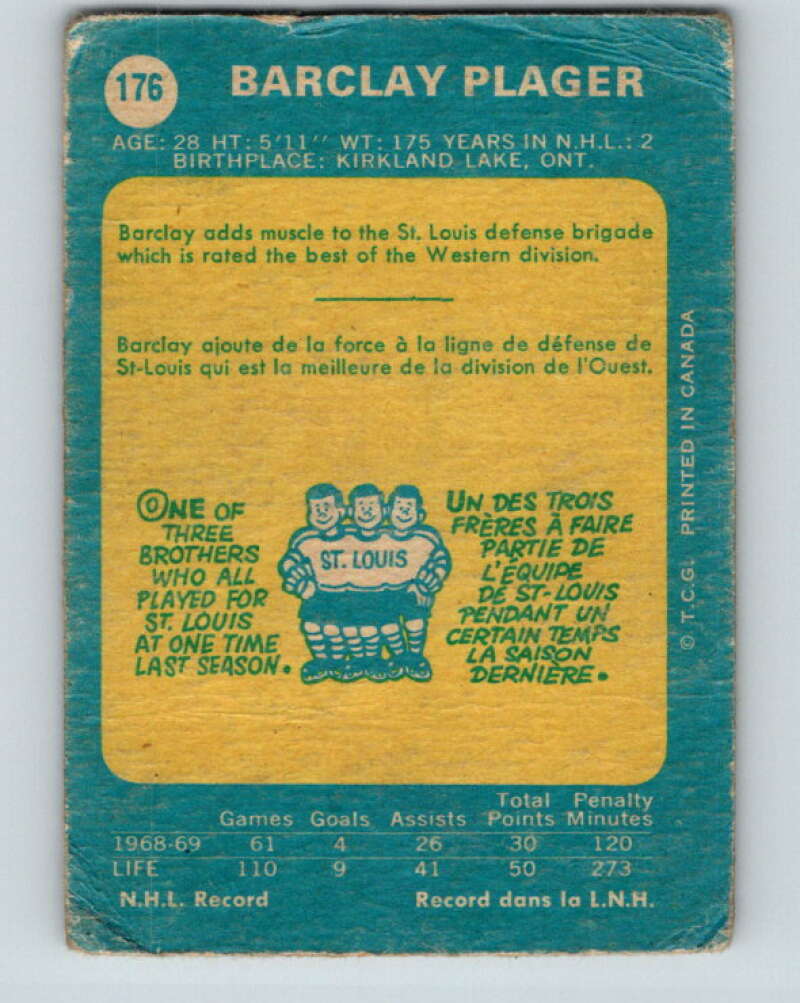 176
BARCLAY PLAGER
AGE: 28 HT: 5'11'' WT: 175 YEARS IN N.H.L.: 2
BIRTHPLACE: KIRKLAND LAKE, ONT.
Barclay adds muscle to the St. Louis defense brigade
which is rated the best of the Western division.
Barclay ajoute de la force à la ligne de défense de
St-Louis qui est la meilleure de la division de l'Ouest.
ONE OF
THREE
BROTHERS
WHO ALL
PLAYED FOR
ST. LOUIS
AT ONE TIME
LAST SEASON.
ST. LOUIS
UN DES TROIS
FRÈRES À FAIRE
PARTIE DE
L'ÉQUIPE
DE ST-LOUIS
PENDANT UN
CERTAIN TEMPS
LA SAISON
DERNIÈRE.
© T.C.G. PRINTED IN CANADA
Games Goals Assists Total Points Penalty Minutes
1968-69 61 4 26 30 120
LIFE 110 9 41 50 273
N.H.L. Record Record dans la L.N.H.